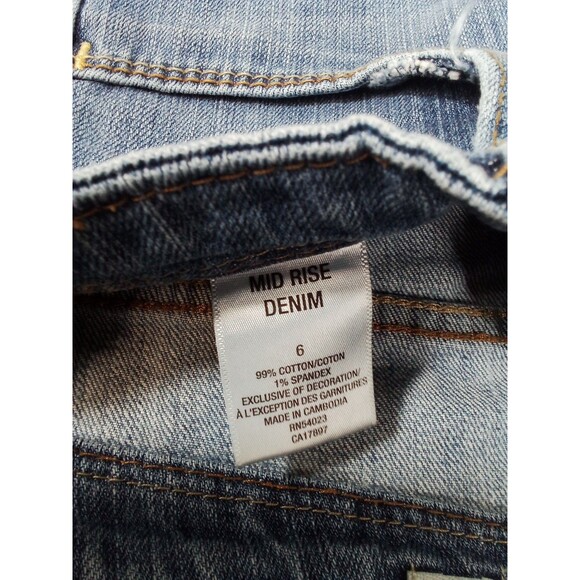 MID RISE
DENIM
6
99% COTTON/COTON
1% SPANDEX
EXCLUSIVE OF DECORATION/
À L'EXCEPTION DES GARNITURES
MADE IN CAMBODIA
RN54023
CA17897